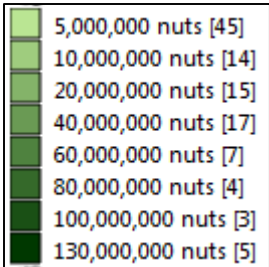 5,000,000 nuts [45]
10,000,000 nuts [14]
20,000,000 nuts [15]
40,000,000 nuts [17]
60,000,000 nuts [7]
80,000,000 nuts [4]
100,000,000 nuts [3]
130,000,000 nuts [5]